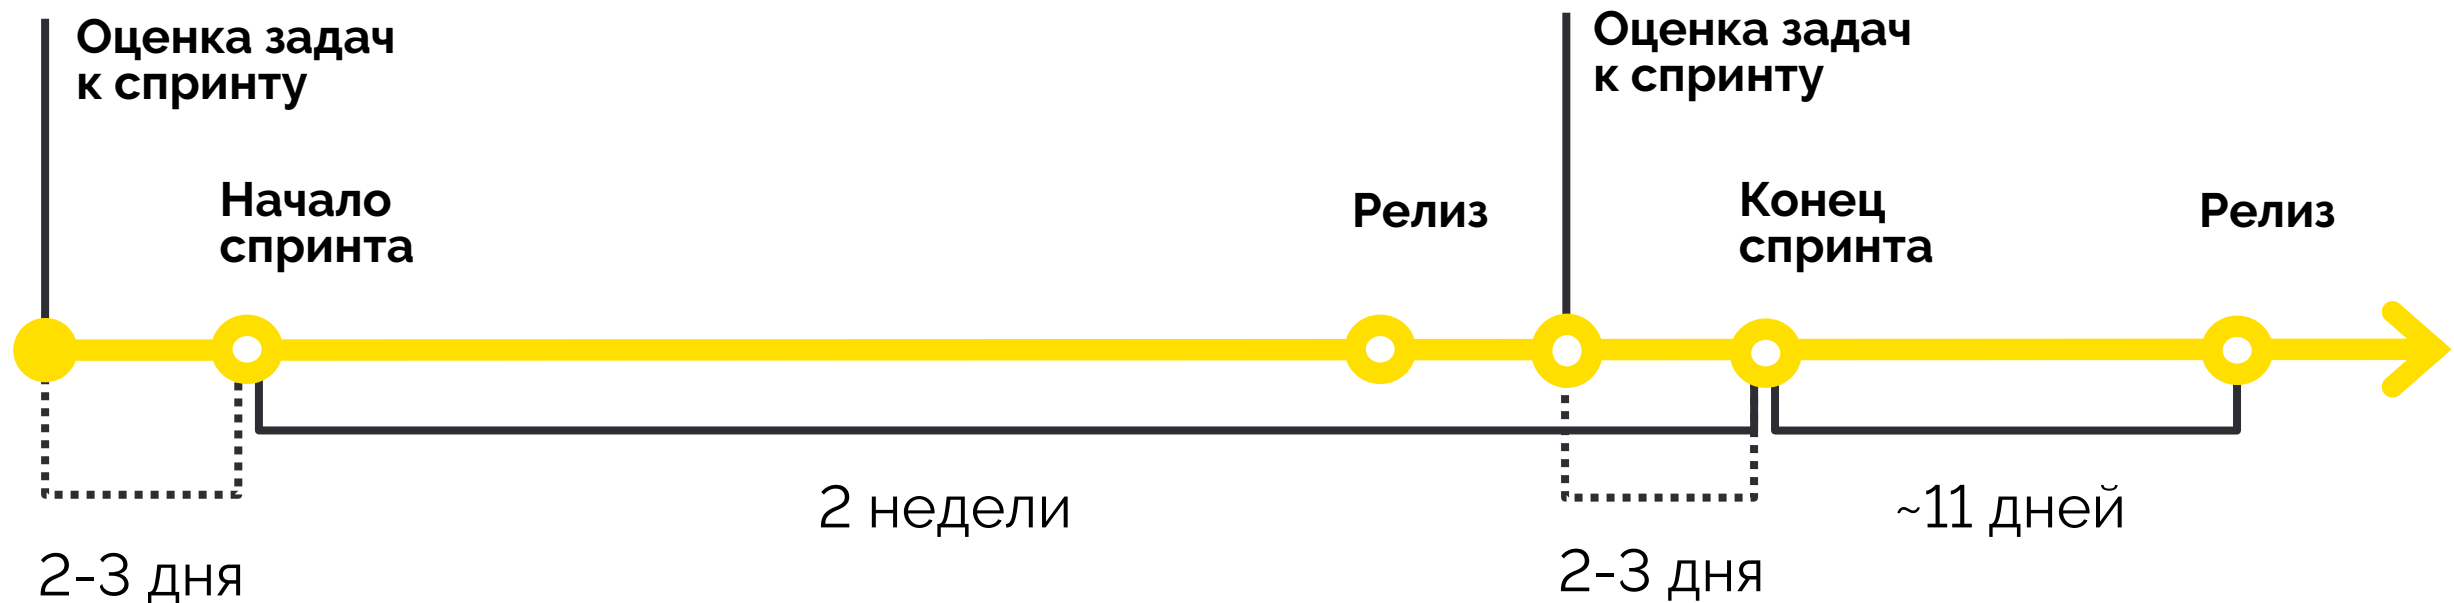 Оценка задач
к спринту
Начало
спринта
Релиз
Оценка задач
к спринту
Конец
спринта
Релиз
2-3 дня
2 недели
2-3 дня
~11 дней